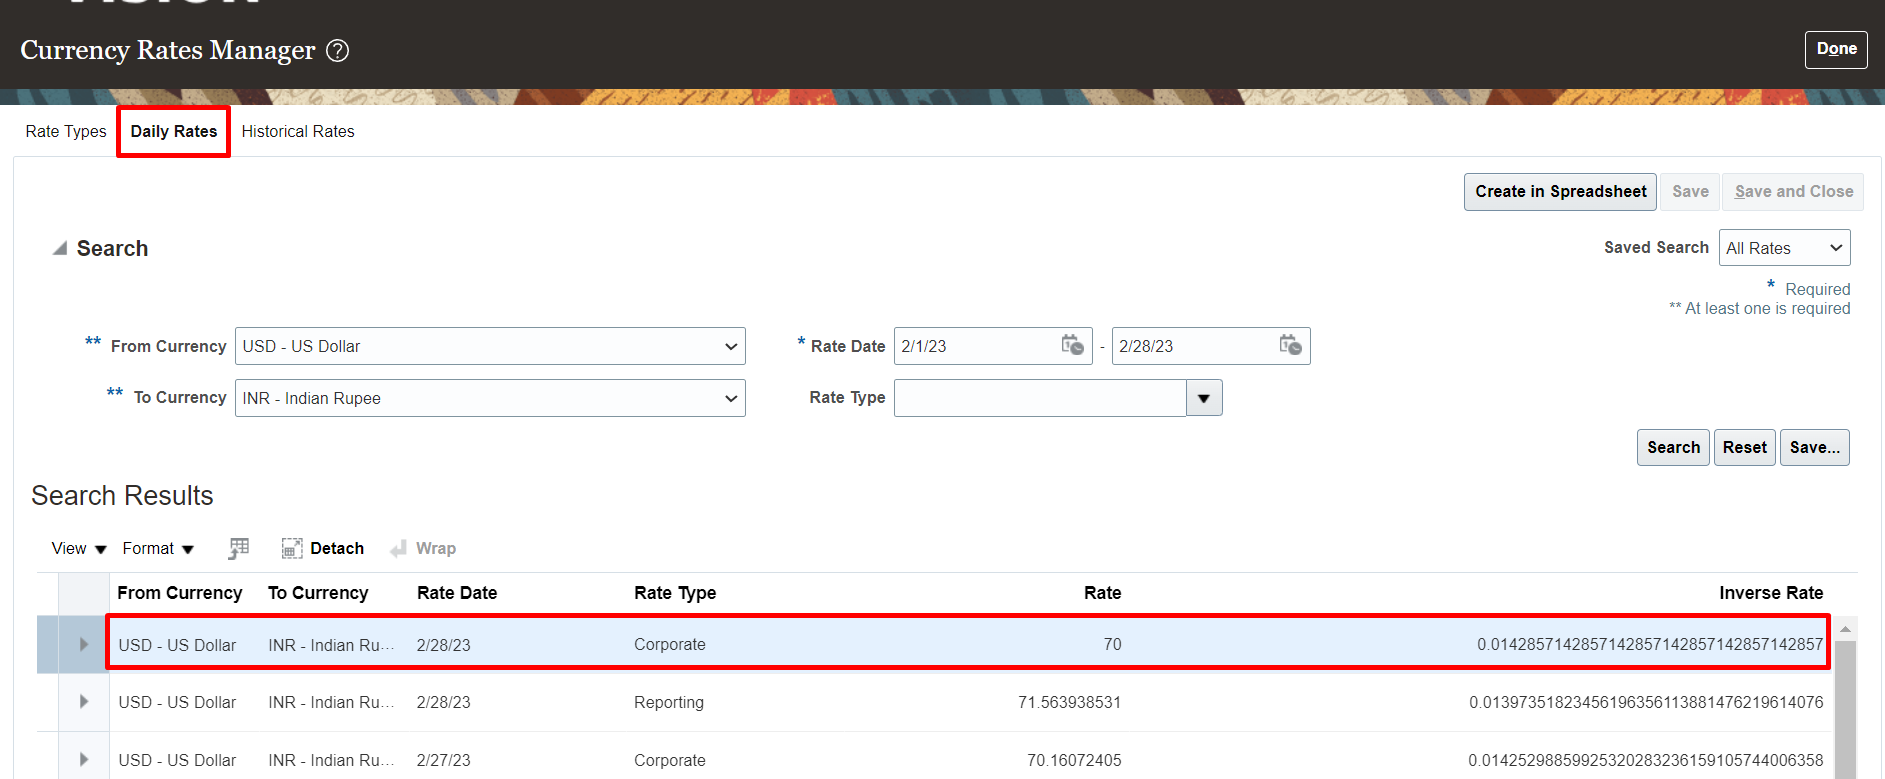 Currency Rates Manager ?
Done
Rate Types Daily Rates Historical Rates
Create in Spreadsheet Save Save and Close
Search
Saved Search All Rates
* Required
** At least one is required
** From Currency USD - US Dollar * Rate Date 2/1/23 - 2/28/23
** To Currency INR - Indian Rupee Rate Type
Search Reset Save...
Search Results
View Format Detach Wrap
From Currency To Currency Rate Date Rate Type Rate Inverse Rate
USD - US Dollar INR - Indian Ru... 2/28/23 Corporate 70 0.0142857142857142857142857142857142857
USD - US Dollar INR - Indian Ru... 2/28/23 Reporting 71.563938531 0.01397351823456196356113881476219614076
USD - US Dollar INR - Indian Ru... 2/27/23 Corporate 70.16072405 0.01425298859925320283236159105744006358